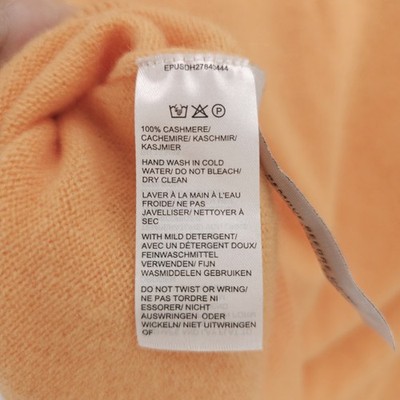 EPUSDH27840444
P
100% CASHMERE/
CACHEMIRE/ KASCHMIR/
KASJMIER
HAND WASH IN COLD
WATER/ DO NOT BLEACH/
DRY CLEAN
LAVER À LA MAIN À L'EAU
FROIDE/ NE PAS
JAVELLISER/ NETTOYER À
SEC
WITH MILD DETERGENT/
AVEC UN DÉTERGENT DOUX/
FEINWASCHMITTEL
VERWENDEN/ FIJN
WASMIDDELEN GEBRUIKEN
DO NOT TWIST OR WRING/
NE PAS TORDRE NI
ESSORER/ NICHT
AUSWRINGEN ODER
WICKELN/ NIET UITWRINGEN
OF